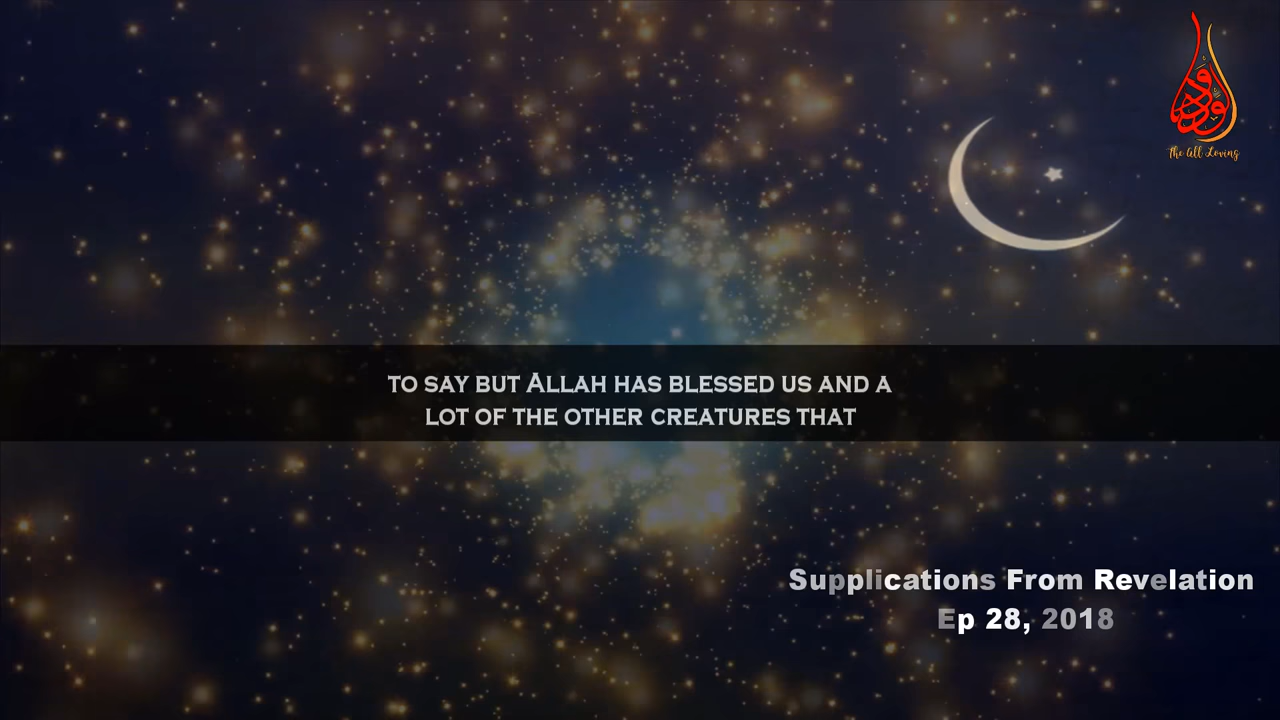 الودود
The All Loving
TO SAY BUT ALLAH HAS BLESSED US AND A
LOT OF THE OTHER CREATURES THAT
Supplications From Revelation
Ep 28, 2018